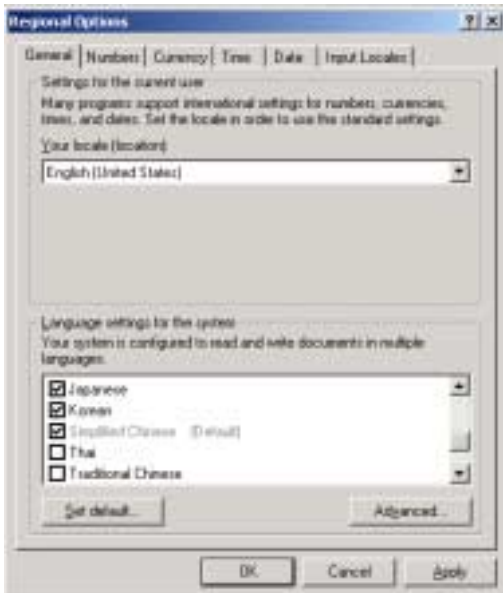 Regional Options
General Numbers Currency Time Date Input Locales
Settings for the current user
Many programs support international settings for numbers, currencies,
times, and dates. Set the locale in order to use the standard settings.
Your locale (location)
English (United States)
Language settings for the system
Your system is configured to read and write documents in multiple
languages.
Japanese
Korean
Simplified Chinese (Default)
Thai
Traditional Chinese
Set default...
Advanced...
OK Cancel Apply